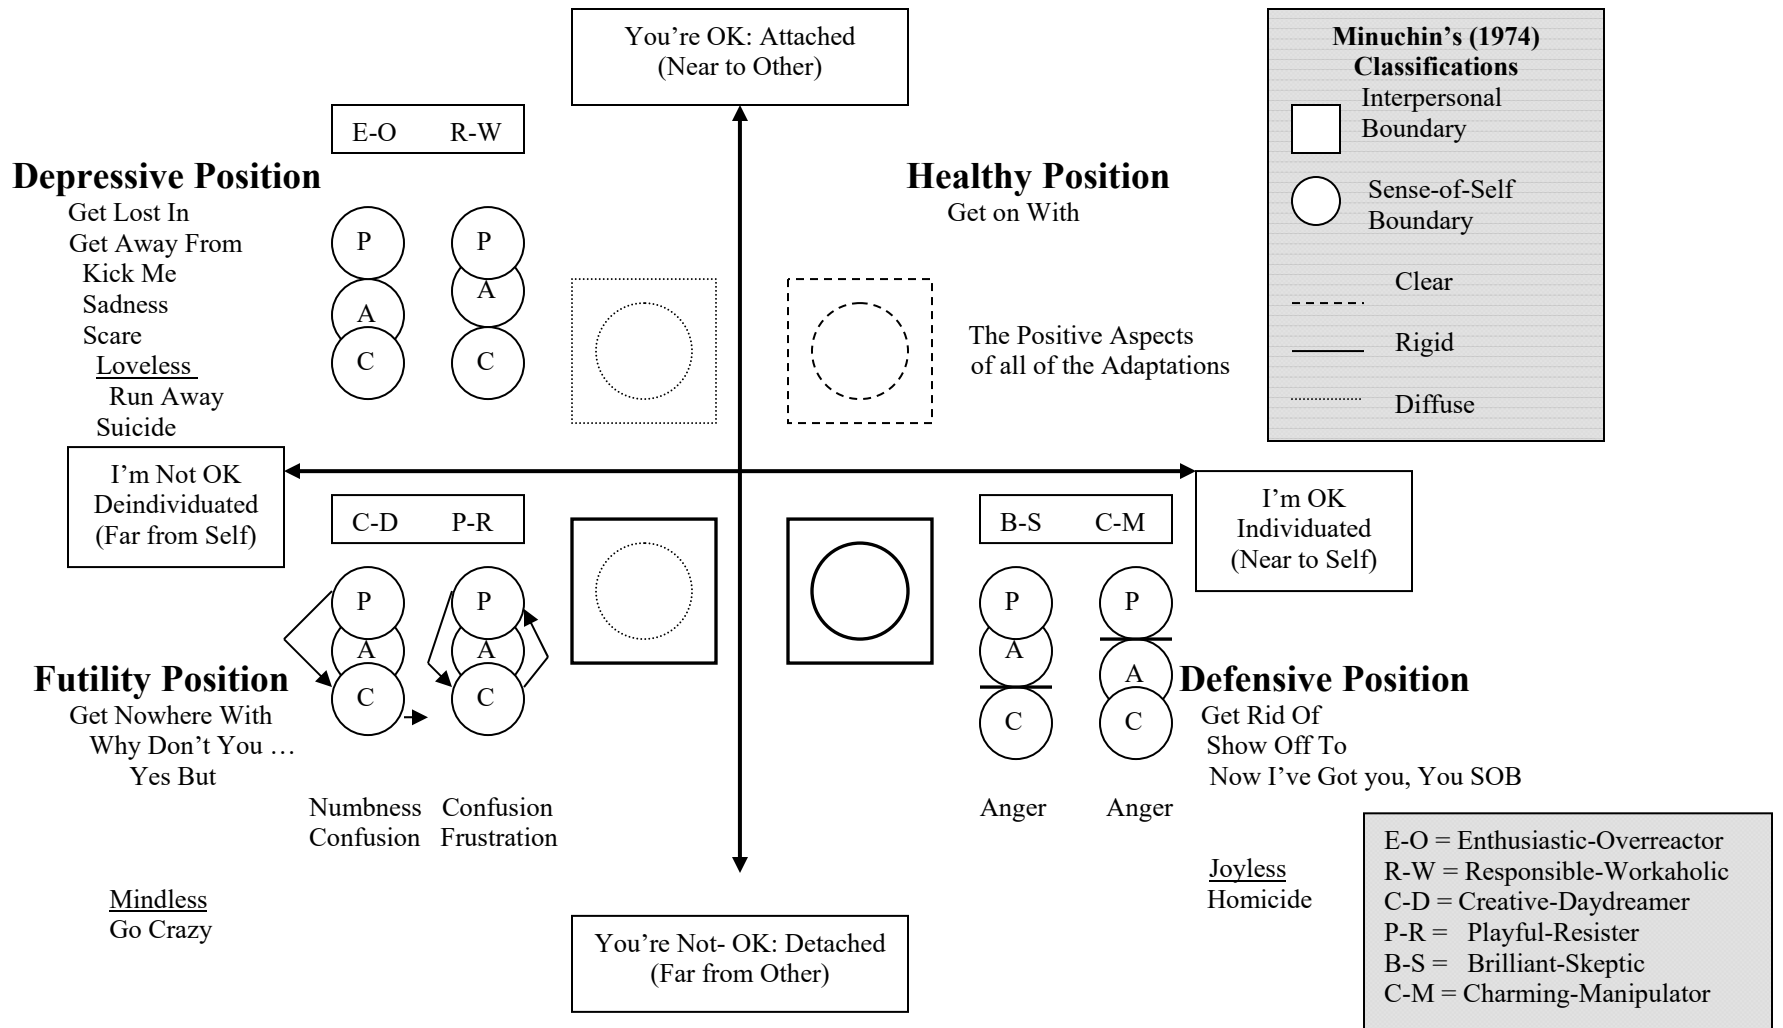 You're OK: Attached
(Near to Other)
Minuchin's (1974)
Classifications
Interpersonal
Boundary
Sense-of-Self
Boundary
Clear
Rigid
Diffuse
E-O R-W
Depressive Position
Get Lost In
Get Away From
Kick Me
Sadness
Scare
Loveless
Run Away
Suicide
P
A
C
P
A
C
Healthy Position
Get on With
The Positive Aspects
of all of the Adaptations
I'm Not OK
Deindividuated
(Far from Self)
I'm OK
Individuated
(Near to Self)
C-D P-R
P
A
C
P
A
C
Futility Position
Get Nowhere With
Why Don't You …
Yes But
Numbness
Confusion
Confusion
Frustration
Mindless
Go Crazy
B-S C-M
P
A
C
P
A
C
Defensive Position
Get Rid Of
Show Off To
Now I've Got you, You SOB
Anger
Anger
Joyless
Homicide
You're Not- OK: Detached
(Far from Other)
E-O = Enthusiastic-Overreactor
R-W = Responsible-Workaholic
C-D = Creative-Daydreamer
P-R = Playful-Resister
B-S = Brilliant-Skeptic
C-M = Charming-Manipulator